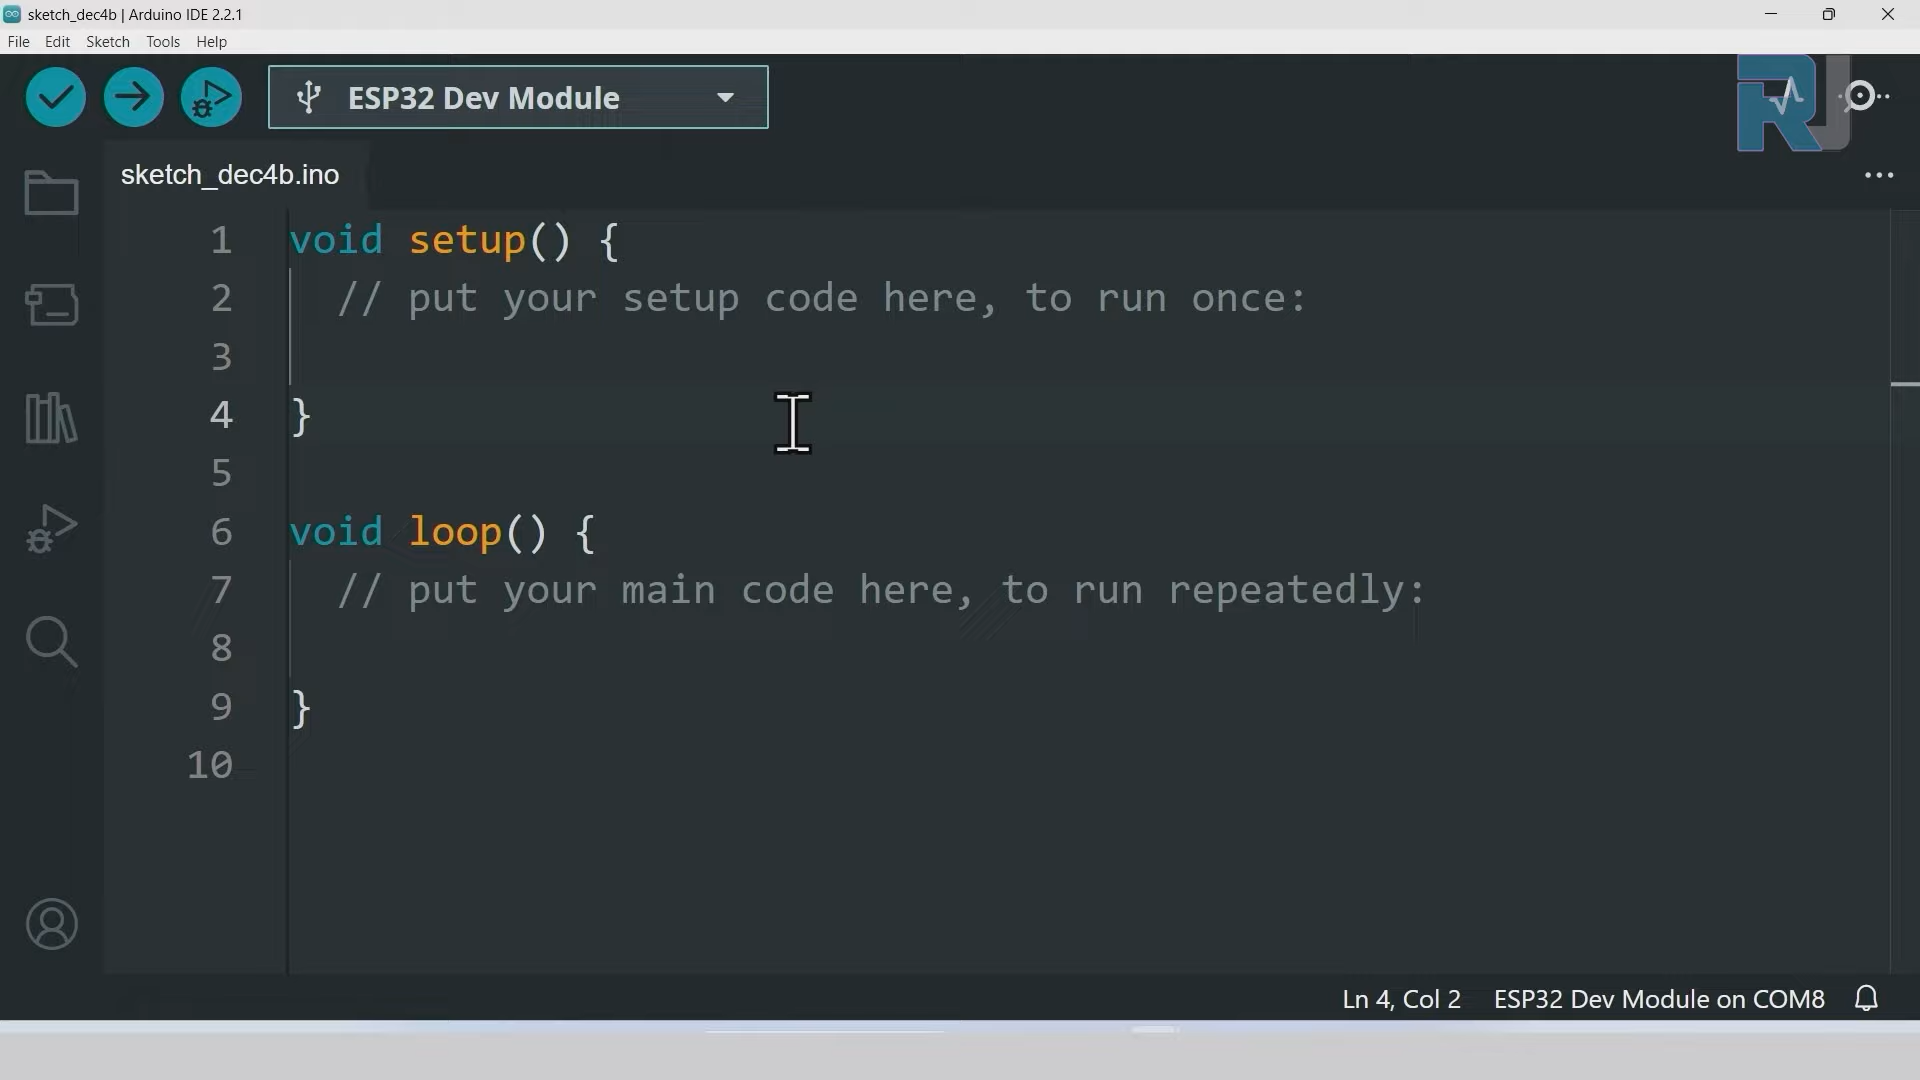 sketch_dec4b | Arduino IDE 2.2.1
File Edit Sketch Tools Help
ESP32 Dev Module
RJ
sketch_dec4b.ino
1 void setup() {
2 // put your setup code here, to run once:
3
4 }
5
6 void loop() {
7 // put your main code here, to run repeatedly:
8
9 }
10
Ln 4, Col 2 ESP32 Dev Module on COM8